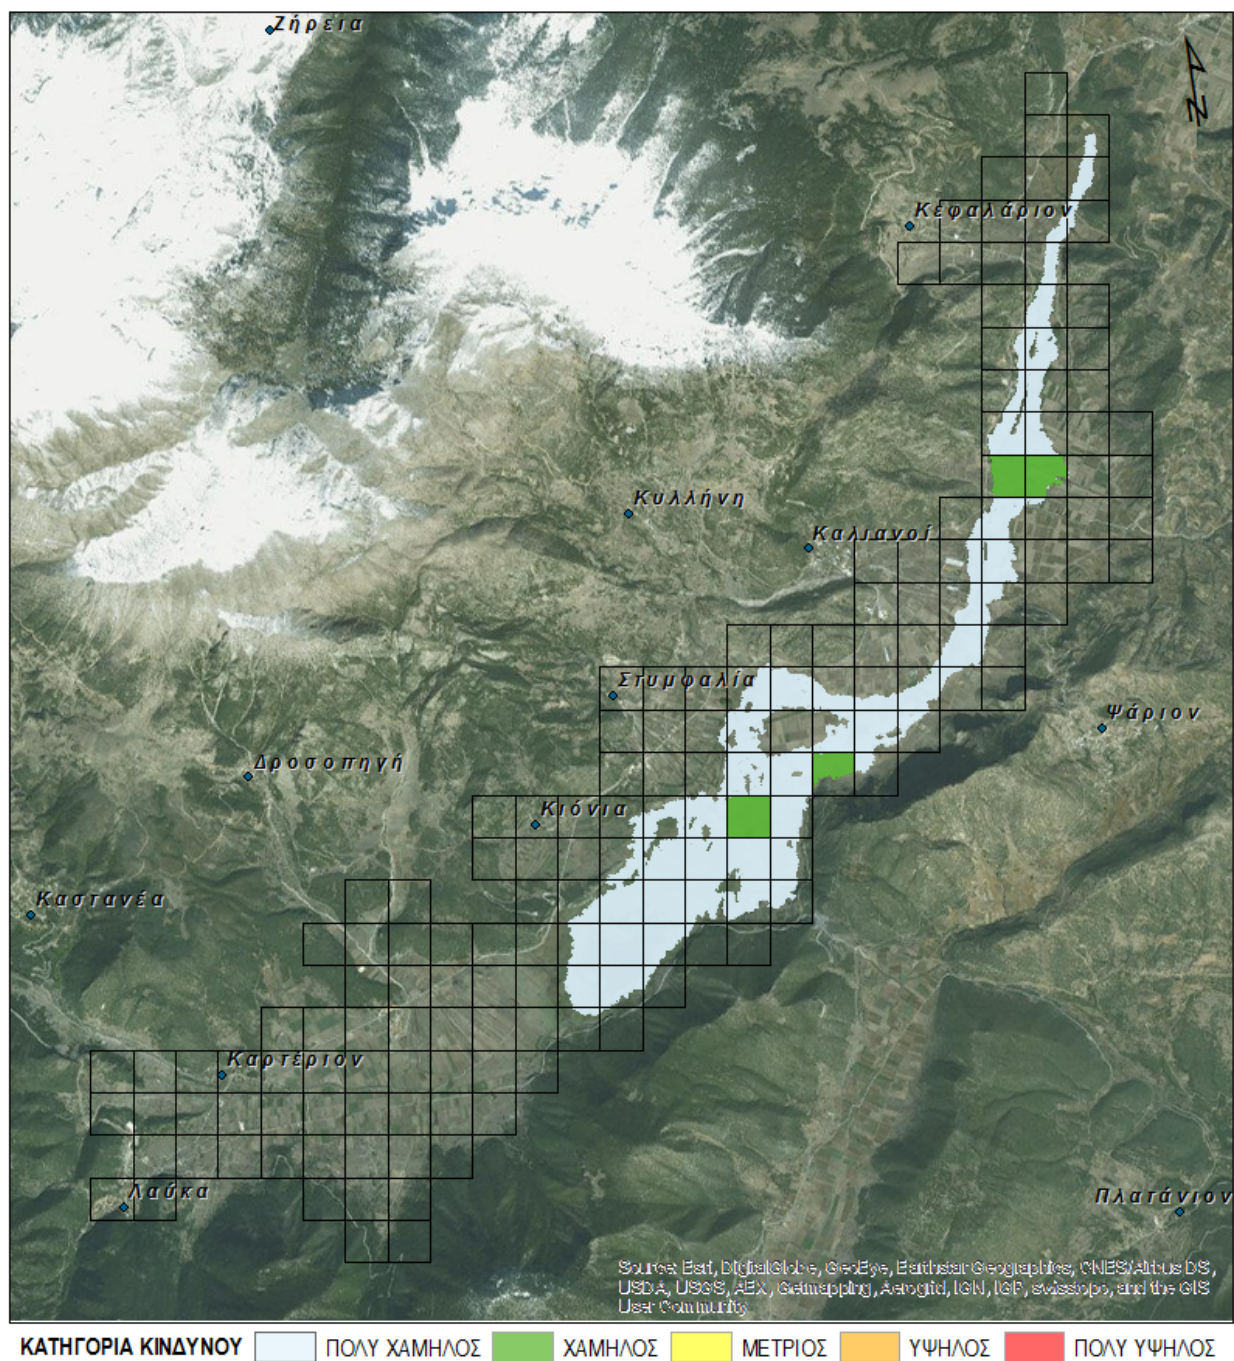 Ζήρεια
Ν
Κεφαλάριον
Κυλλήνη
Καλιανοί
Στυμφαλία
Ψάριον
Δροσοπηγή
Κιόνια
Καστανέα
Καρτέριον
Λαύκα
Πλατάνιον
Source: Esri, DigitalGlobe, GeoEye, Earthstar Geographics, CNES/Airbus DS,
USDA, USGS, AEX, Getmapping, Aerogrid, IGN, IGP, swisstopo, and the GIS
User Community
ΚΑΤΗΓΟΡΙΑ ΚΙΝΔΥΝΟΥ ΠΟΛΥ ΧΑΜΗΛΟΣ ΧΑΜΗΛΟΣ ΜΕΤΡΙΟΣ ΥΨΗΛΟΣ ΠΟΛΥ ΥΨΗΛΟΣ